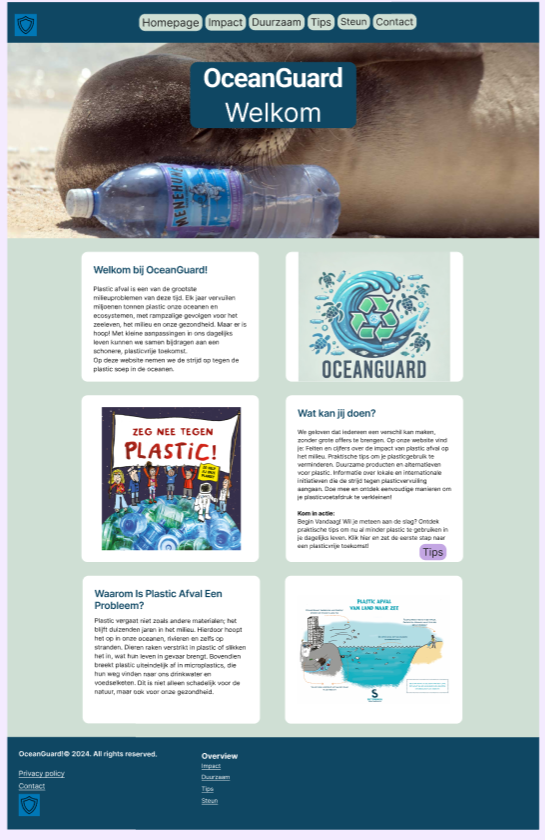 Homepage Impact Duurzaam Tips Steun Contact
OceanGuard
Welkom
MENEHUNE
Welkom bij OceanGuard!
Plastic afval is een van de grootste
milieuproblemen van deze tijd. Elk jaar vervuilen
miljoenen tonnen plastic onze oceanen en
ecosystemen, met rampzalige gevolgen voor het
zeeleven, het milieu en onze gezondheid. Maar er is
hoop! Met kleine aanpassingen in ons dagelijks
leven kunnen we samen bijdragen aan een
schonere, plasticvrije toekomst.
Op deze website nemen we de strijd op tegen de
plastic soep in de oceanen.
OCEANGUARD
ZEG NEE TEGEN
PLASTIC!
Wat kan jij doen?
We geloven dat iedereen een verschil kan maken,
zonder grote offers te brengen. Op onze website vind
je: Feiten en cijfers over de impact van plastic afval op
het milieu. Praktische tips om je plasticgebruik te
verminderen. Duurzame producten en alternatieven
voor plastic. Informatie over lokale en internationale
initiatieven die de strijd tegen plasticvervuiling
aangaan. Doe mee en ontdek eenvoudige manieren om
je plasticvoetafdruk te verkleinen!
Kom in actie:
Begin Vandaag! Wil je meteen aan de slag? Ontdek
praktische tips om nu al minder plastic te gebruiken in
je dagelijks leven. Klik hier en zet de eerste stap naar
een plasticvrije toekomst!
Tips
Waarom Is Plastic Afval Een
Probleem?
Plastic vergaat niet zoals andere materialen; het
blijft duizenden jaren in het milieu. Hierdoor hoopt
het op in onze oceanen, rivieren en zelfs op
stranden. Dieren raken verstrikt in plastic of slikken
het in, wat hun leven in gevaar brengt. Bovendien
breekt plastic uiteindelijk af in microplastics, die
hun weg vinden naar ons drinkwater en
voedselketen. Dit is niet alleen schadelijk voor de
natuur, maar ook voor onze gezondheid.
PLASTIC AFVAL
VAN LAND NAAR ZEE
OceanGuard!© 2024. All rights reserved.
Privacy policy
Contact
Overview
Impact
Duurzaam
Tips
Steun